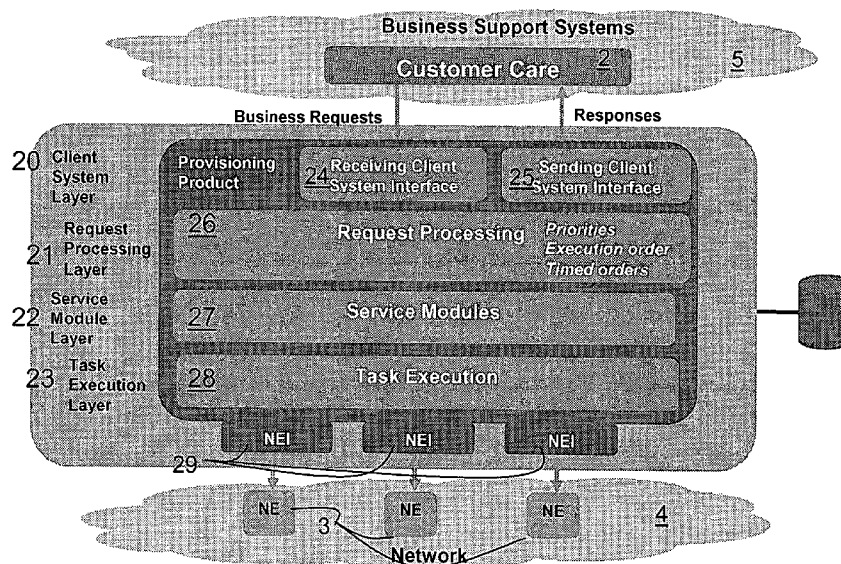 Business Support Systems
Customer Care 2
5
Business Requests
Responses
20 Client
System
Layer
Provisioning
Product
24 Receiving Client
System Interface
25 Sending Client
System Interface
21 Request
Processing
Layer
26
Request Processing
Priorities
Execution order
Timed orders
22 Service
Module
Layer
27
Service Modules
23 Task
Execution
Layer
28
Task Execution
NEI
NEI
NEI
29
NE
NE
NE
3
4
Network